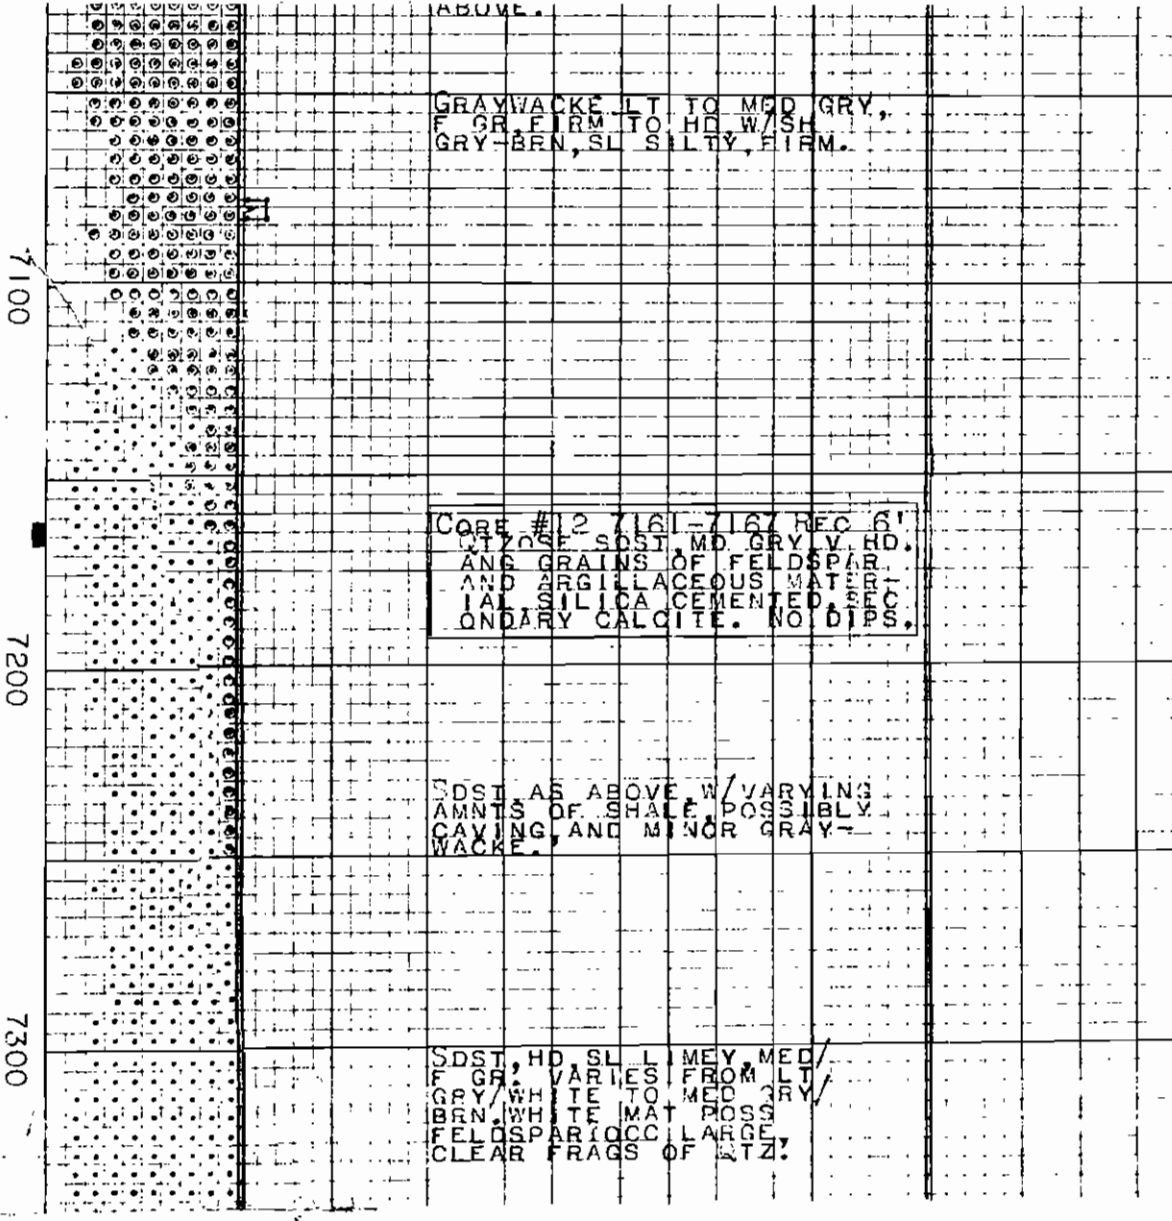 ABOVE.
GRAYWACKE LT TO MED GRY,
F GR, FIRM TO HD, W/SH
GRY-BRN, SL SILTY, FIRM.
7100
CORE #12 7161-7167 REC 6'
QTZOSE SDST, MD GRY, V HD.
ANG GRAINS OF FELDSPAR
AND ARGILLACEOUS MATER-
IAL, SILICA CEMENTED, SEC
ONDARY CALCITE. NO DIPS.
7200
SDST AS ABOVE W/VARYING
AMNTS OF SHALE, POSSIBLY
CAVING, AND MINOR GRAY-
WACKE.
7300
SDST, HD, SL LIMEY, MED/
F GR. VARIES FROM LT
GRY/WHITE TO MED GRY/
BRN. WHITE MAT POSS
FELDSPAR; OCC LARGE,
CLEAR FRAGS OF QTZ.